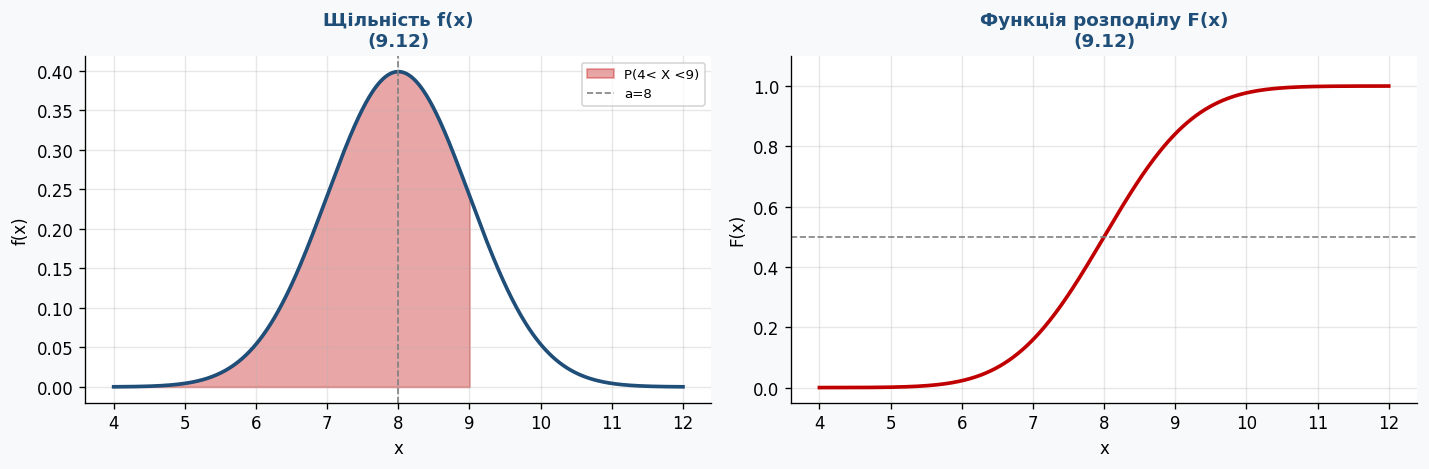 Щільність f(x)
(9.12)
f(x)
0.40
0.35
0.30
0.25
0.20
0.15
0.10
0.05
0.00
P(4< X <9)
a=8
4 5 6 7 8 9 10 11 12
x
Функція розподілу F(x)
(9.12)
F(x)
1.0
0.8
0.6
0.4
0.2
0.0
4 5 6 7 8 9 10 11 12
x